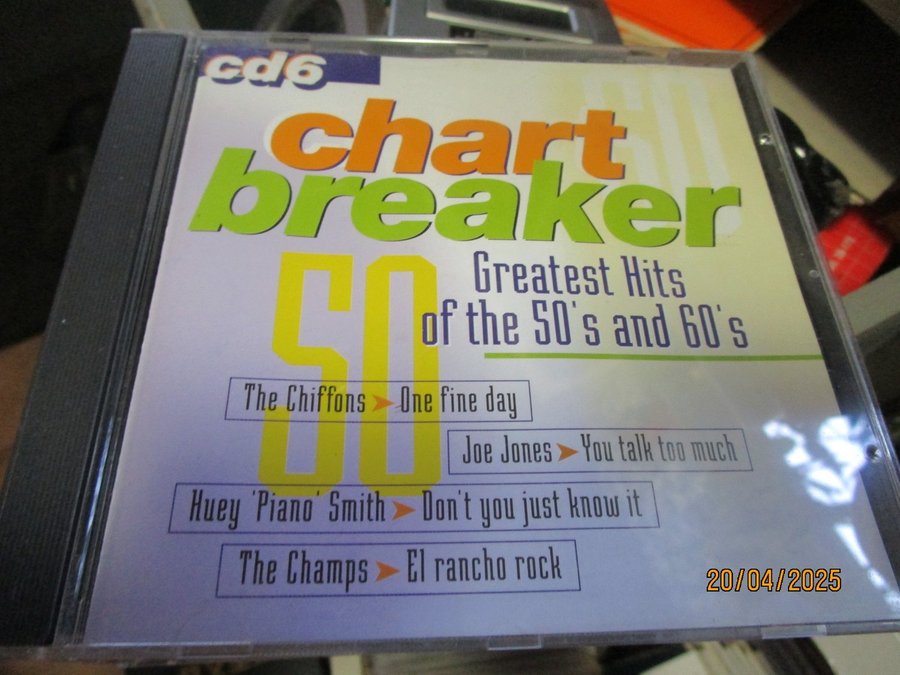 cd6
chart
breaker
50
60
Greatest Hits
of the 50's and 60's
The Chiffons ➤ One fine day
Joe Jones ➤ You talk too much
Huey 'Piano' Smith ➤ Don't you just know it
The Champs ➤ El rancho rock
20/04/2025